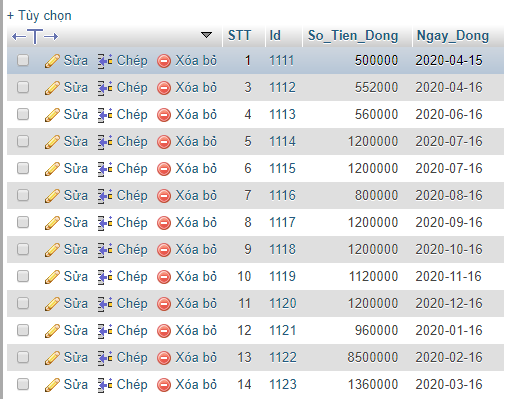 + Tùy chọn
STT Id So_Tien_Dong Ngay_Dong
Sửa Chép Xóa bỏ 1 1111 500000 2020-04-15
Sửa Chép Xóa bỏ 3 1112 552000 2020-04-16
Sửa Chép Xóa bỏ 4 1113 560000 2020-06-16
Sửa Chép Xóa bỏ 5 1114 1200000 2020-07-16
Sửa Chép Xóa bỏ 6 1115 1200000 2020-07-16
Sửa Chép Xóa bỏ 7 1116 800000 2020-08-16
Sửa Chép Xóa bỏ 8 1117 1200000 2020-09-16
Sửa Chép Xóa bỏ 9 1118 1200000 2020-10-16
Sửa Chép Xóa bỏ 10 1119 1120000 2020-11-16
Sửa Chép Xóa bỏ 11 1120 1200000 2020-12-16
Sửa Chép Xóa bỏ 12 1121 960000 2020-01-16
Sửa Chép Xóa bỏ 13 1122 8500000 2020-02-16
Sửa Chép Xóa bỏ 14 1123 1360000 2020-03-16